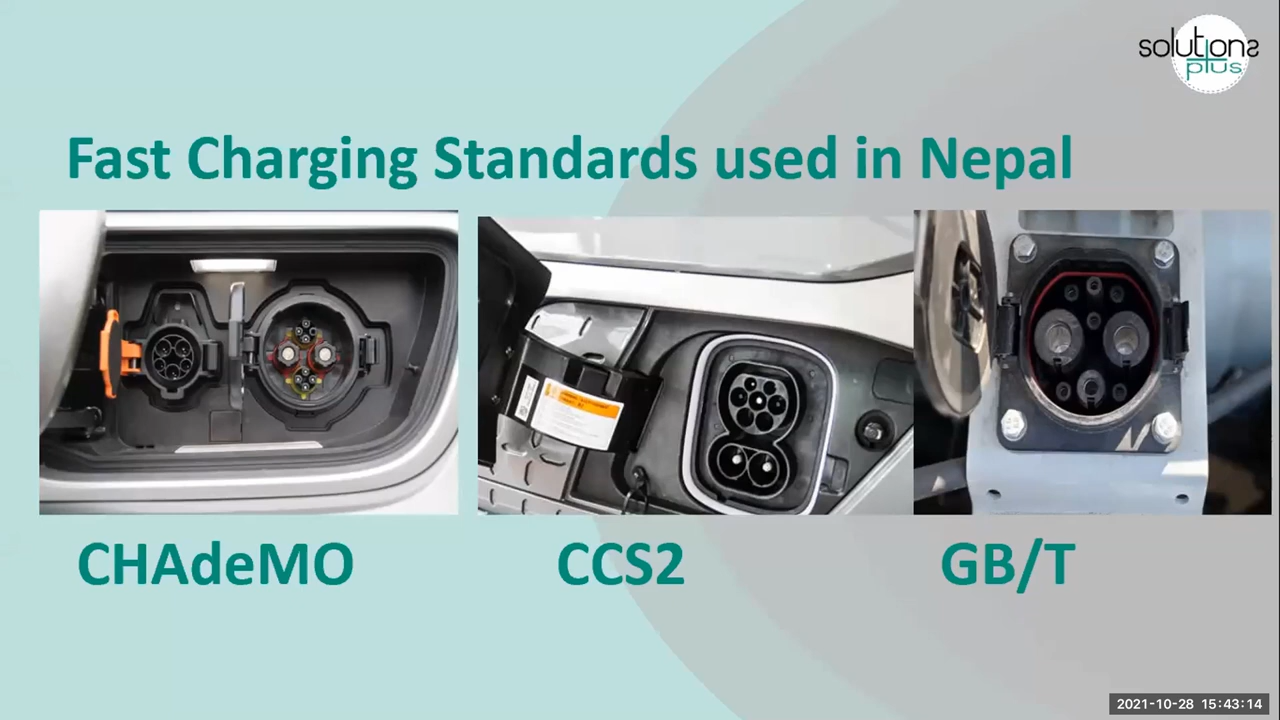 solutions
plus
Fast Charging Standards used in Nepal
CHAdeMO
CCS2
GB/T
2021-10-28 15:43:14